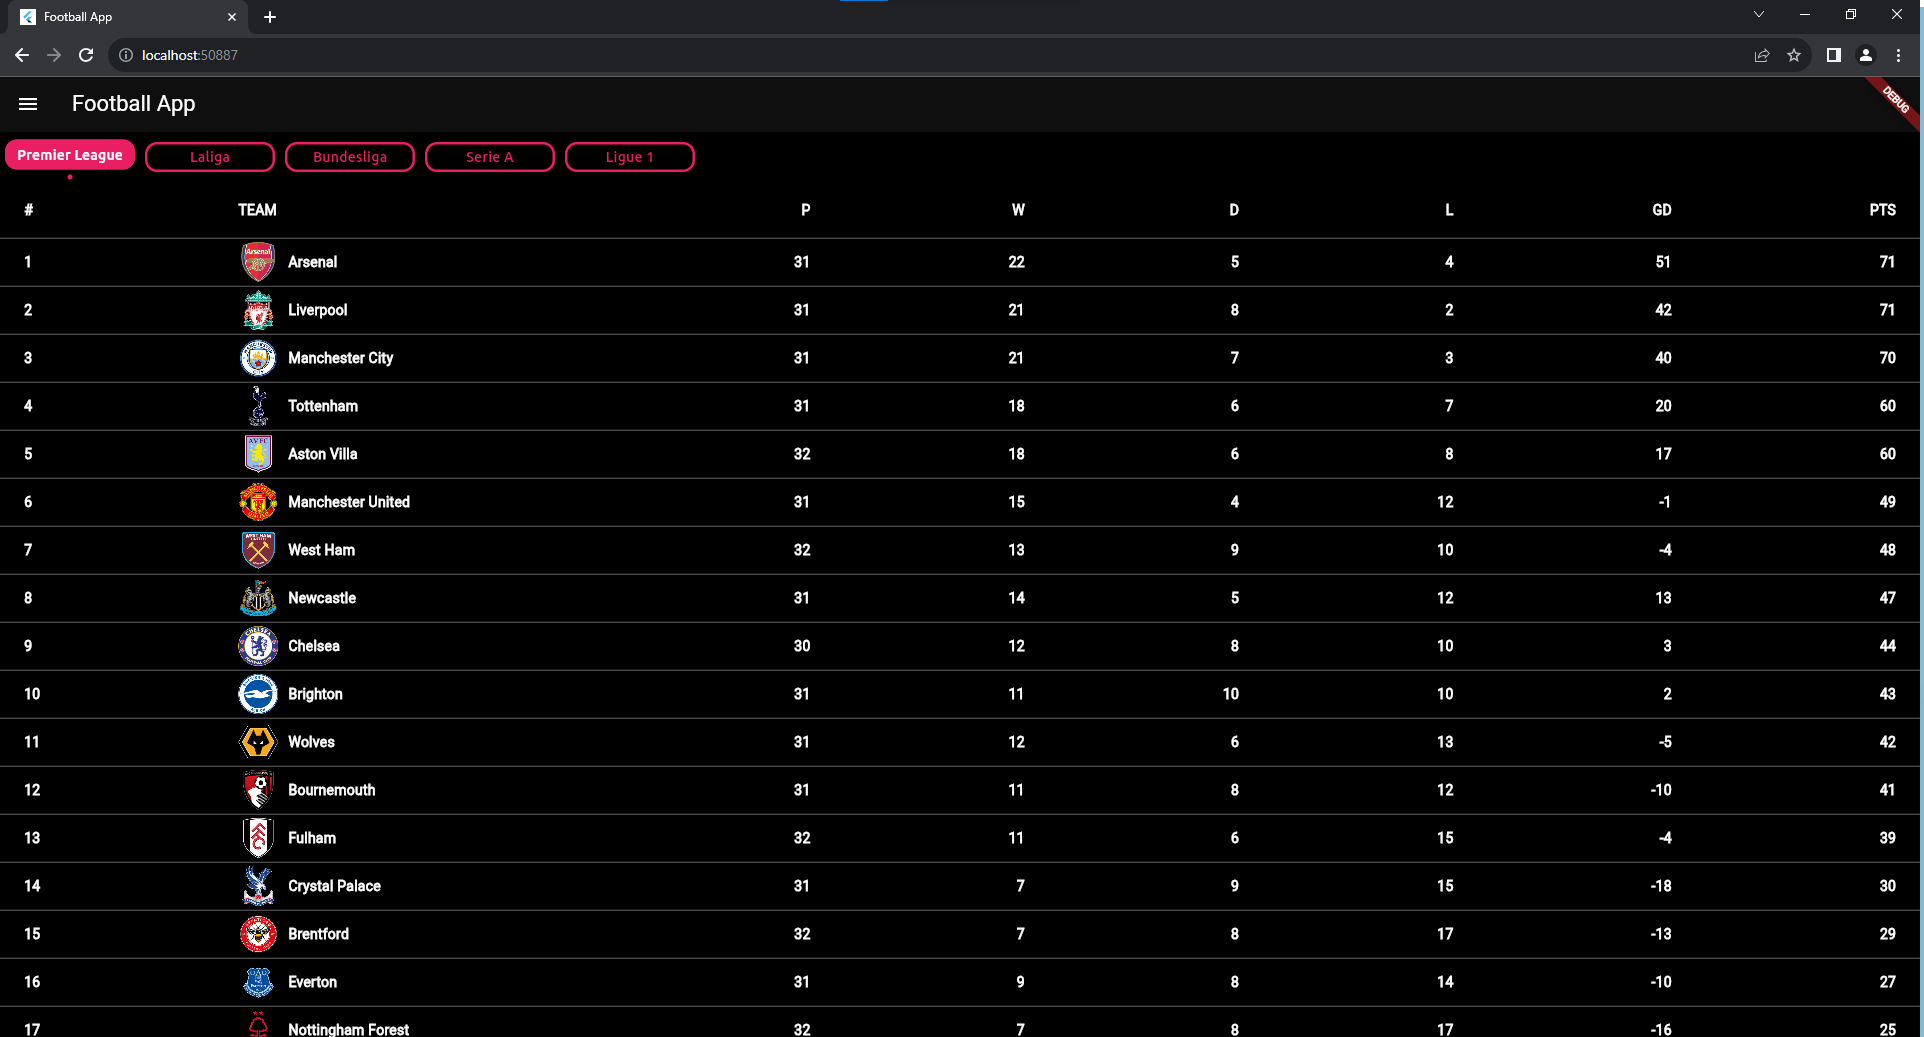 Football App
localhost:50887
Football App
DEBUG
Premier League Laliga Bundesliga Serie A Ligue 1
# TEAM P W D L GD PTS
1 Arsenal 31 22 5 4 51 71
2 Liverpool 31 21 8 2 42 71
3 Manchester City 31 21 7 3 40 70
4 Tottenham 31 18 6 7 20 60
5 Aston Villa 32 18 6 8 17 60
6 Manchester United 31 15 4 12 -1 49
7 West Ham 32 13 9 10 -4 48
8 Newcastle 31 14 5 12 13 47
9 Chelsea 30 12 8 10 3 44
10 Brighton 31 11 10 10 2 43
11 Wolves 31 12 6 13 -5 42
12 Bournemouth 31 11 8 12 -10 41
13 Fulham 32 11 6 15 -4 39
14 Crystal Palace 31 7 9 15 -18 30
15 Brentford 32 7 8 17 -13 29
16 Everton 31 9 8 14 -10 27
17 Nottingham Forest 32 7 8 17 -16 25